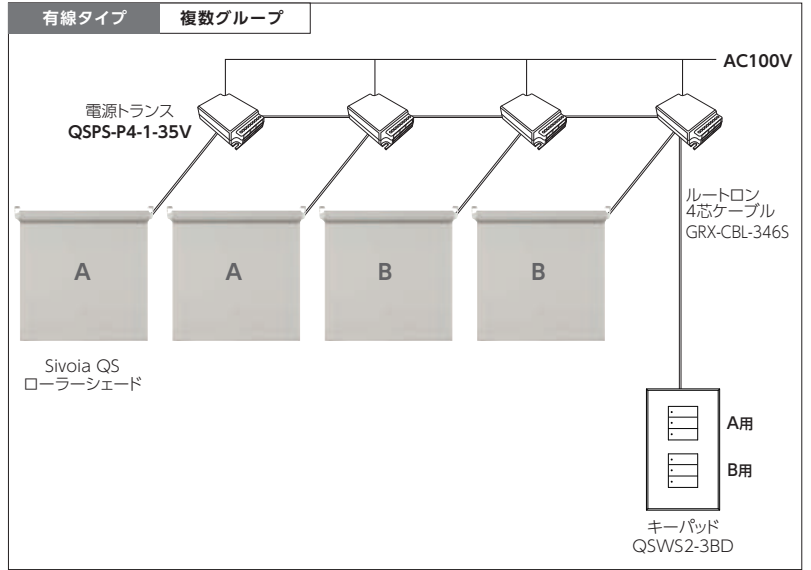 有線タイプ
複数グループ
AC100V
電源トランス
QSPS-P4-1-35V
ルートロン
4芯ケーブル
GRX-CBL-346S
A
A
B
B
Sivoia QS
ローラーシェード
A用
B用
キーパッド
QSWS2-3BD